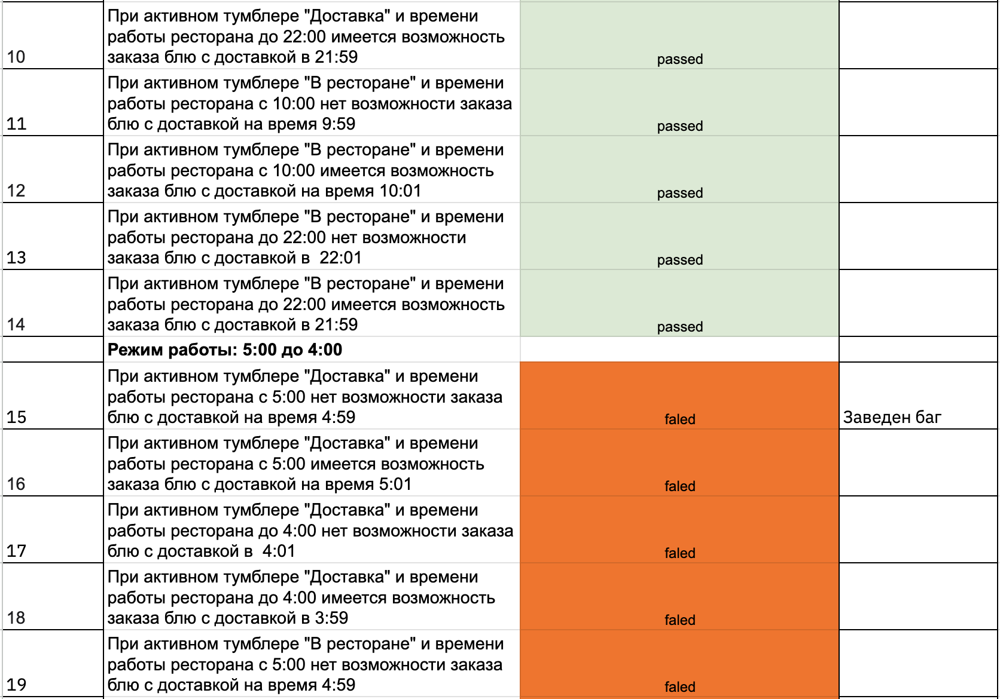 При активном тумблере "Доставка" и времени
работы ресторана до 22:00 имеется возможность
10 заказа блю с доставкой в 21:59 passed
При активном тумблере "В ресторане" и времени
работы ресторана с 10:00 нет возможности заказа
11 блю с доставкой на время 9:59 passed
При активном тумблере "В ресторане" и времени
работы ресторана с 10:00 имеется возможность
12 заказа блю с доставкой на время 10:01 passed
При активном тумблере "В ресторане" и времени
работы ресторана до 22:00 нет возможности
13 заказа блю с доставкой в  22:01 passed
При активном тумблере "В ресторане" и времени
работы ресторана до 22:00 имеется возможность
14 заказа блю с доставкой в 21:59 passed
Режим работы: 5:00 до 4:00
При активном тумблере "Доставка" и времени
работы ресторана с 5:00 нет возможности заказа
15 блю с доставкой на время 4:59 faled Заведен баг
При активном тумблере "Доставка" и времени
работы ресторана с 5:00 имеется возможность
16 заказа блю с доставкой на время 5:01 faled
При активном тумблере "Доставка" и времени
работы ресторана до 4:00 нет возможности заказа
17 блю с доставкой в  4:01 faled
При активном тумблере "Доставка" и времени
работы ресторана до 4:00 имеется возможность
18 заказа блю с доставкой в 3:59 faled
При активном тумблере "В ресторане" и времени
работы ресторана с 5:00 нет возможности заказа
19 блю с доставкой на время 4:59 faled